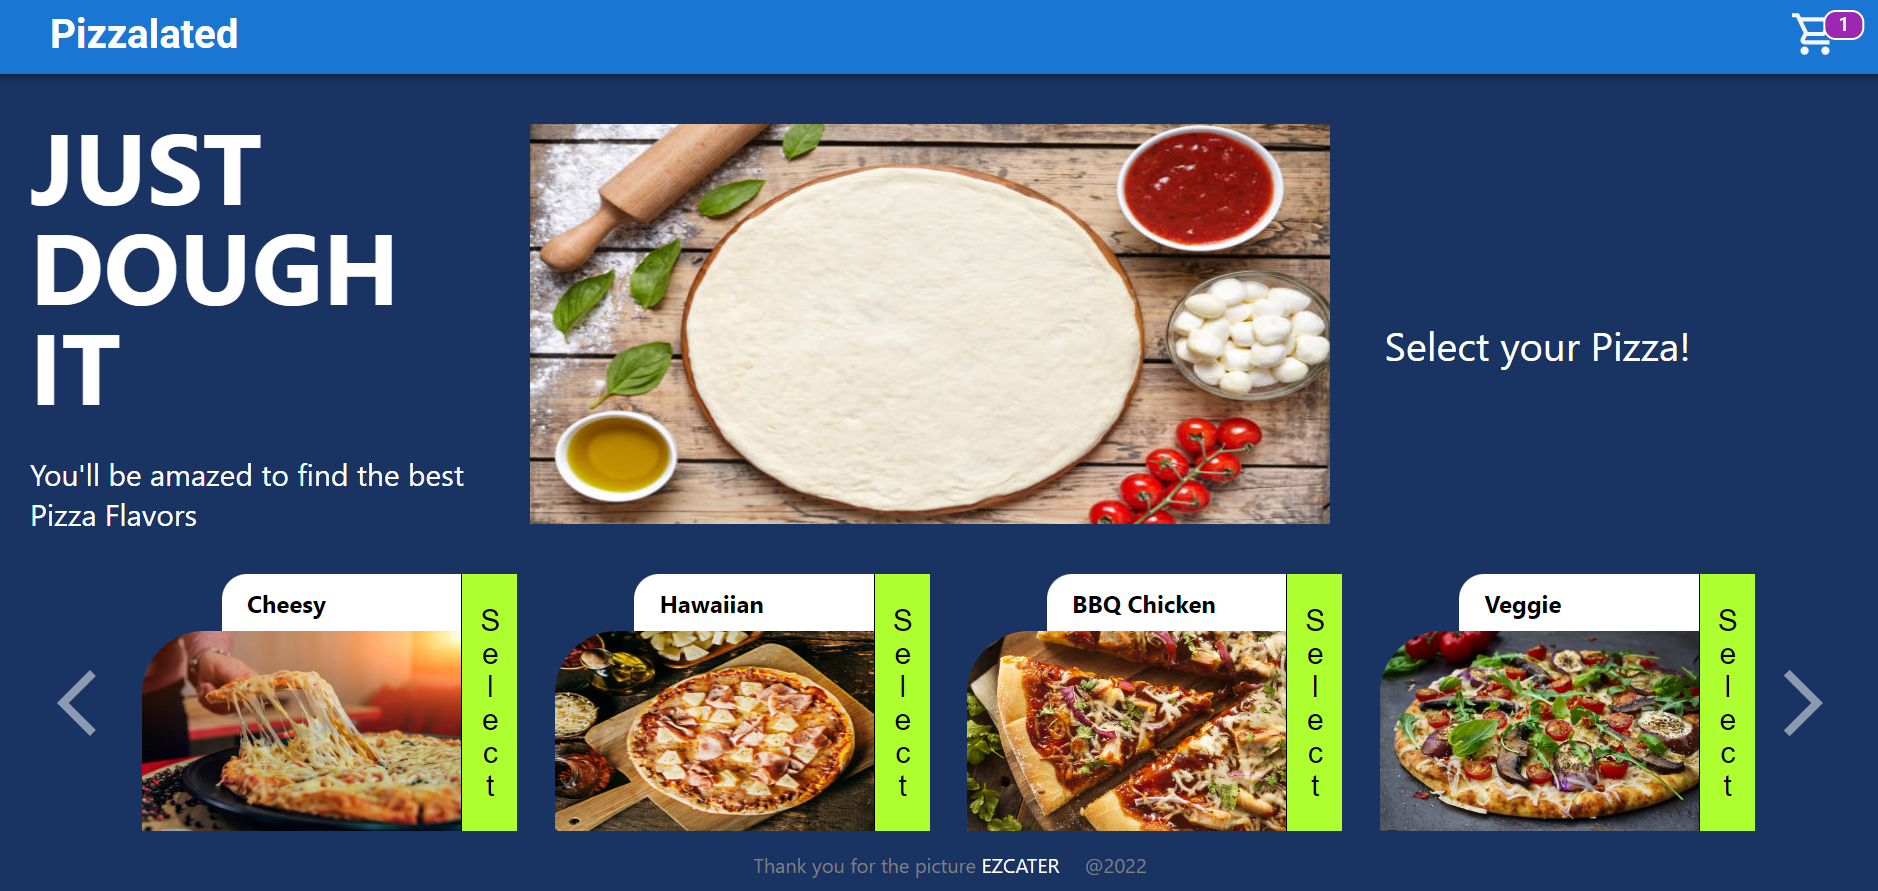 Pizzalated
1
JUST
DOUGH
IT
You'll be amazed to find the best
Pizza Flavors
Select your Pizza!
Cheesy
Select
Hawaiian
Select
BBQ Chicken
Select
Veggie
Select
Thank you for the picture EZCATER @2022